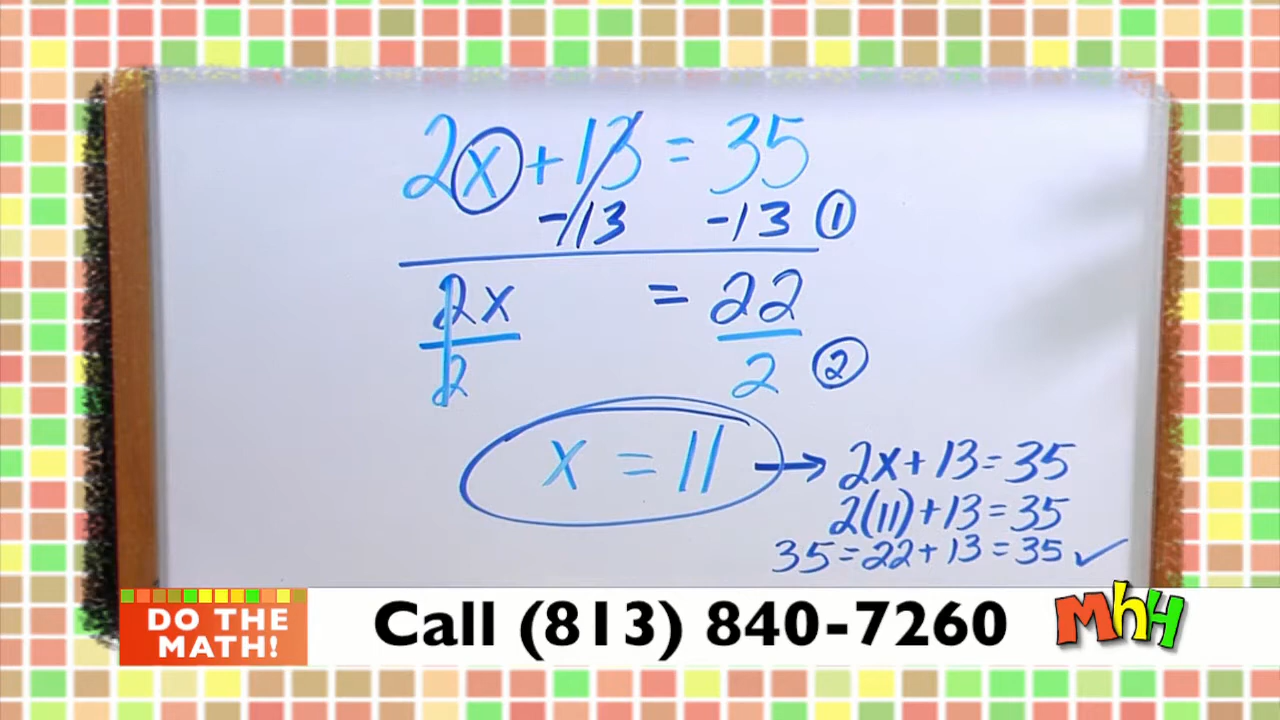 2x + 13 = 35
-13 -13 ①
2x = 22
2 2 ②
x = 11 → 2x + 13 = 35
2(11) + 13 = 35
35 = 22 + 13 = 35 ✓
DO THE
MATH!
Call (813) 840-7260
Mh4